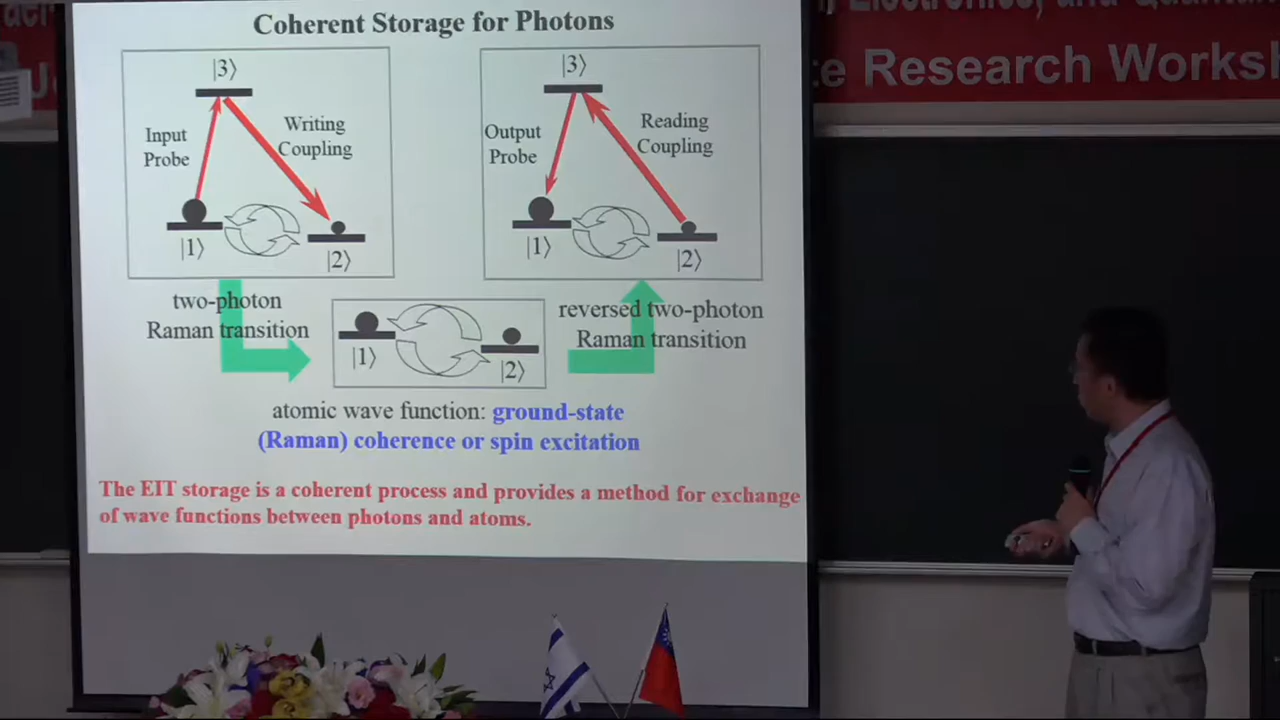 Coherent Storage for Photons
|3⟩
Input
Probe
Writing
Coupling
|1⟩
|2⟩
|3⟩
Output
Probe
Reading
Coupling
|1⟩
|2⟩
two-photon
Raman transition
|1⟩
|2⟩
reversed two-photon
Raman transition
atomic wave function: ground-state
(Raman) coherence or spin excitation
The EIT storage is a coherent process and provides a method for exchange
of wave functions between photons and atoms.
Research